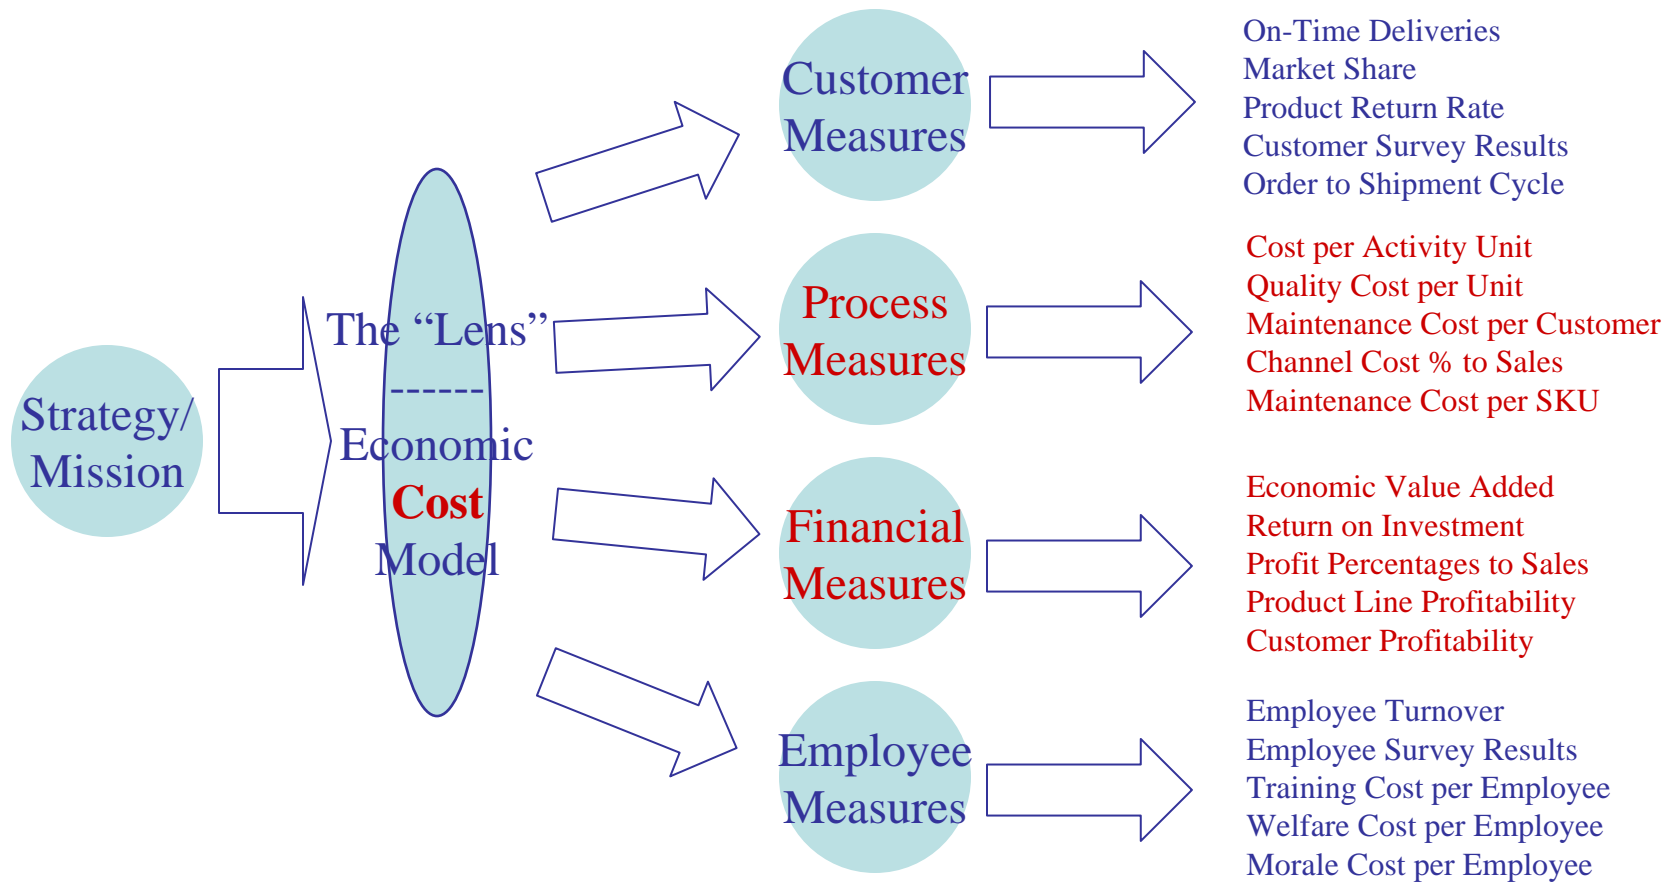 Strategy/
Mission
The “Lens”
------
Economic
Cost
Model
Customer
Measures
On-Time Deliveries
Market Share
Product Return Rate
Customer Survey Results
Order to Shipment Cycle
Process
Measures
Cost per Activity Unit
Quality Cost per Unit
Maintenance Cost per Customer
Channel Cost % to Sales
Maintenance Cost per SKU
Financial
Measures
Economic Value Added
Return on Investment
Profit Percentages to Sales
Product Line Profitability
Customer Profitability
Employee
Measures
Employee Turnover
Employee Survey Results
Training Cost per Employee
Welfare Cost per Employee
Morale Cost per Employee